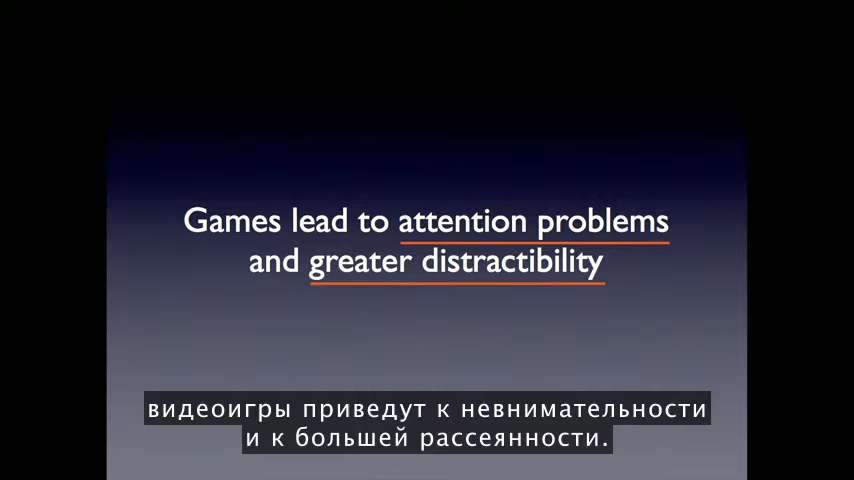 Games lead to attention problems
and greater distractibility
видеоигры приведут к невнимательности
и к большей рассеянности.